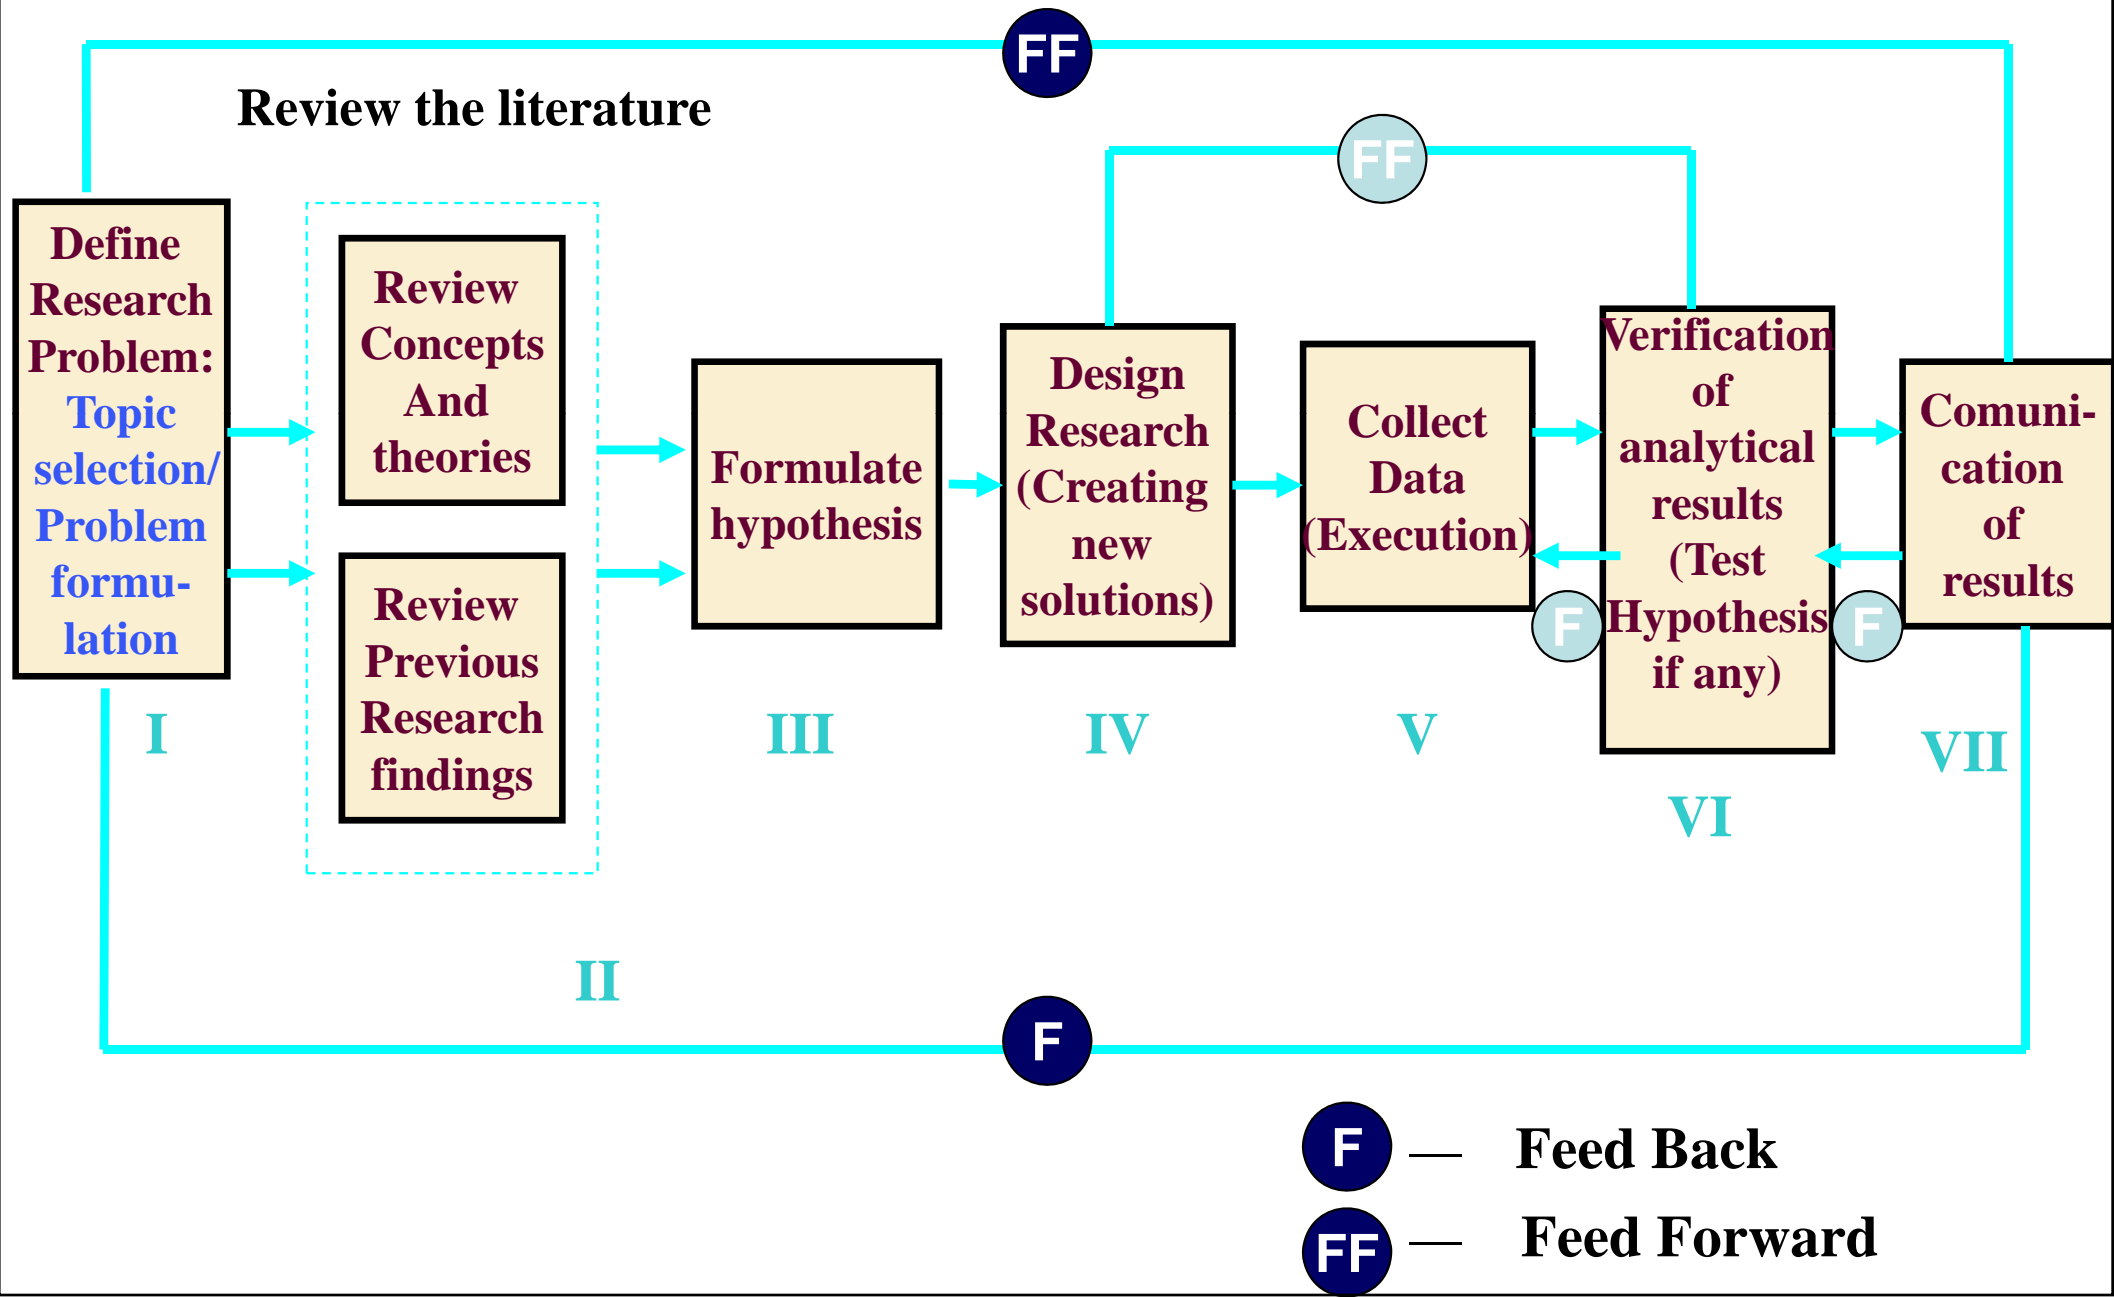 FF
Review the literature
FF
Define
Research
Problem:
Topic
selection/
Problem
formu-
lation
I
Review
Concepts
And
theories
Review
Previous
Research
findings
II
Formulate
hypothesis
III
Design
Research
(Creating
new
solutions)
IV
Collect
Data
(Execution)
V
F
Verification
of
analytical
results
(Test
Hypothesis
if any)
VI
F
Comuni-
cation
of
results
VII
F
F — Feed Back
FF — Feed Forward